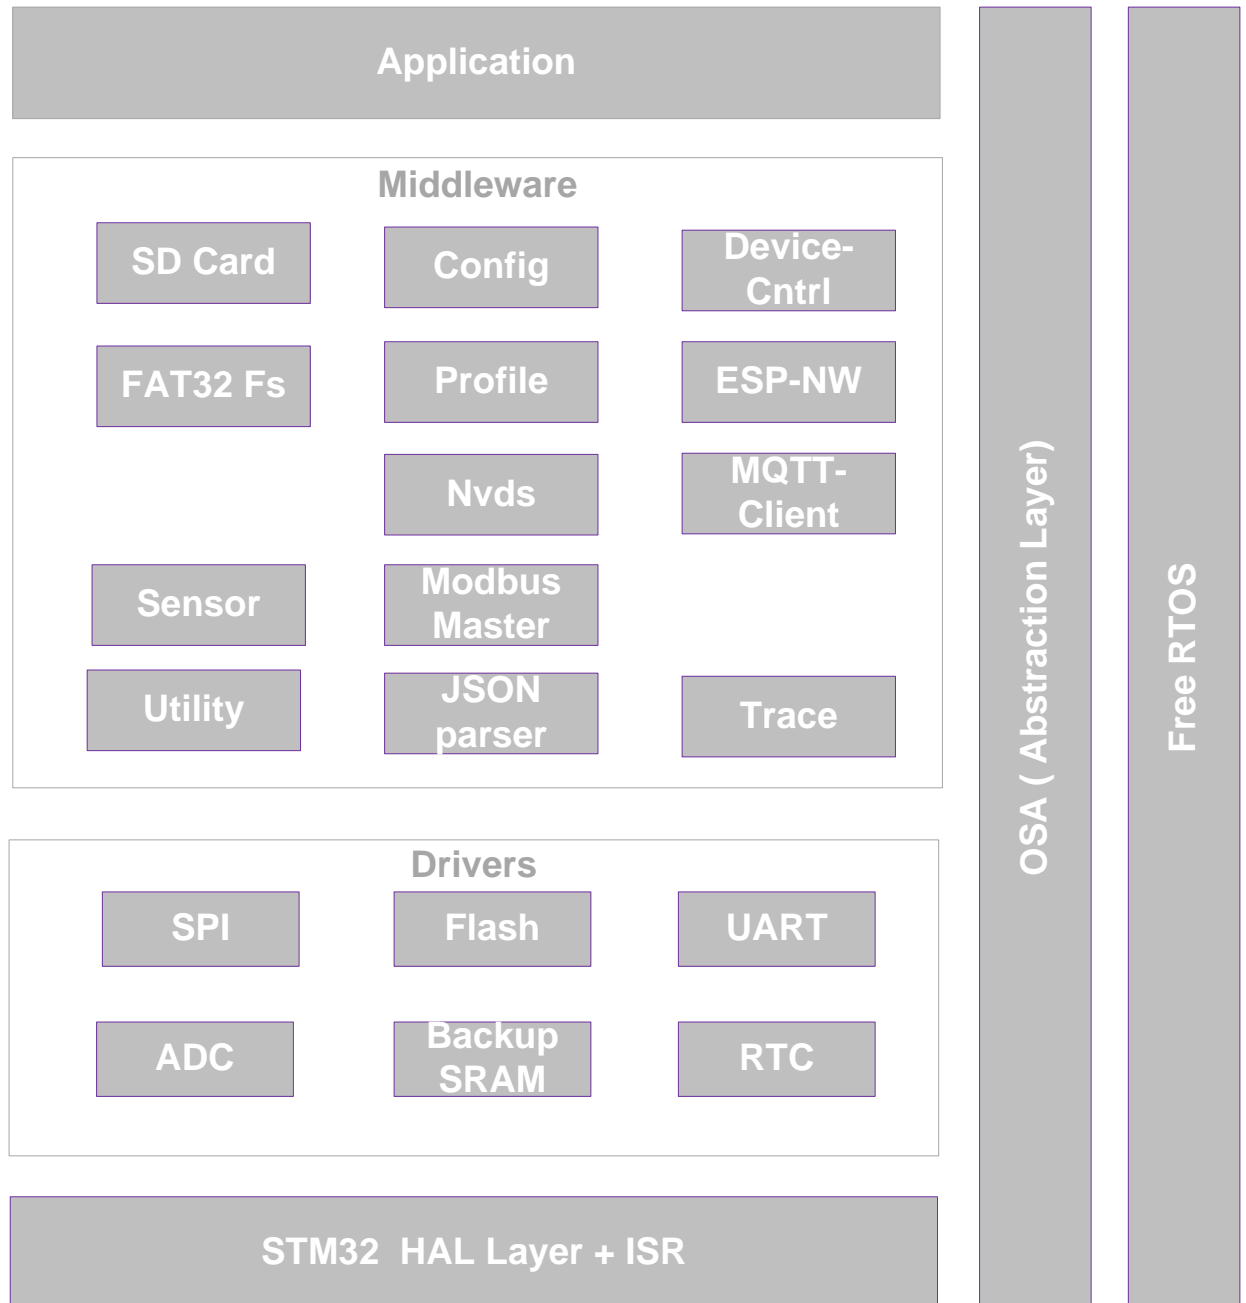 Application
Middleware
SD Card
Config
Device-
Cntrl
FAT32 Fs
Profile
ESP-NW
Nvds
MQTT-
Client
Sensor
Modbus
Master
Utility
JSON
parser
Trace
Drivers
SPI
Flash
UART
ADC
Backup
SRAM
RTC
STM32  HAL Layer + ISR
OSA ( Abstraction Layer)
Free RTOS